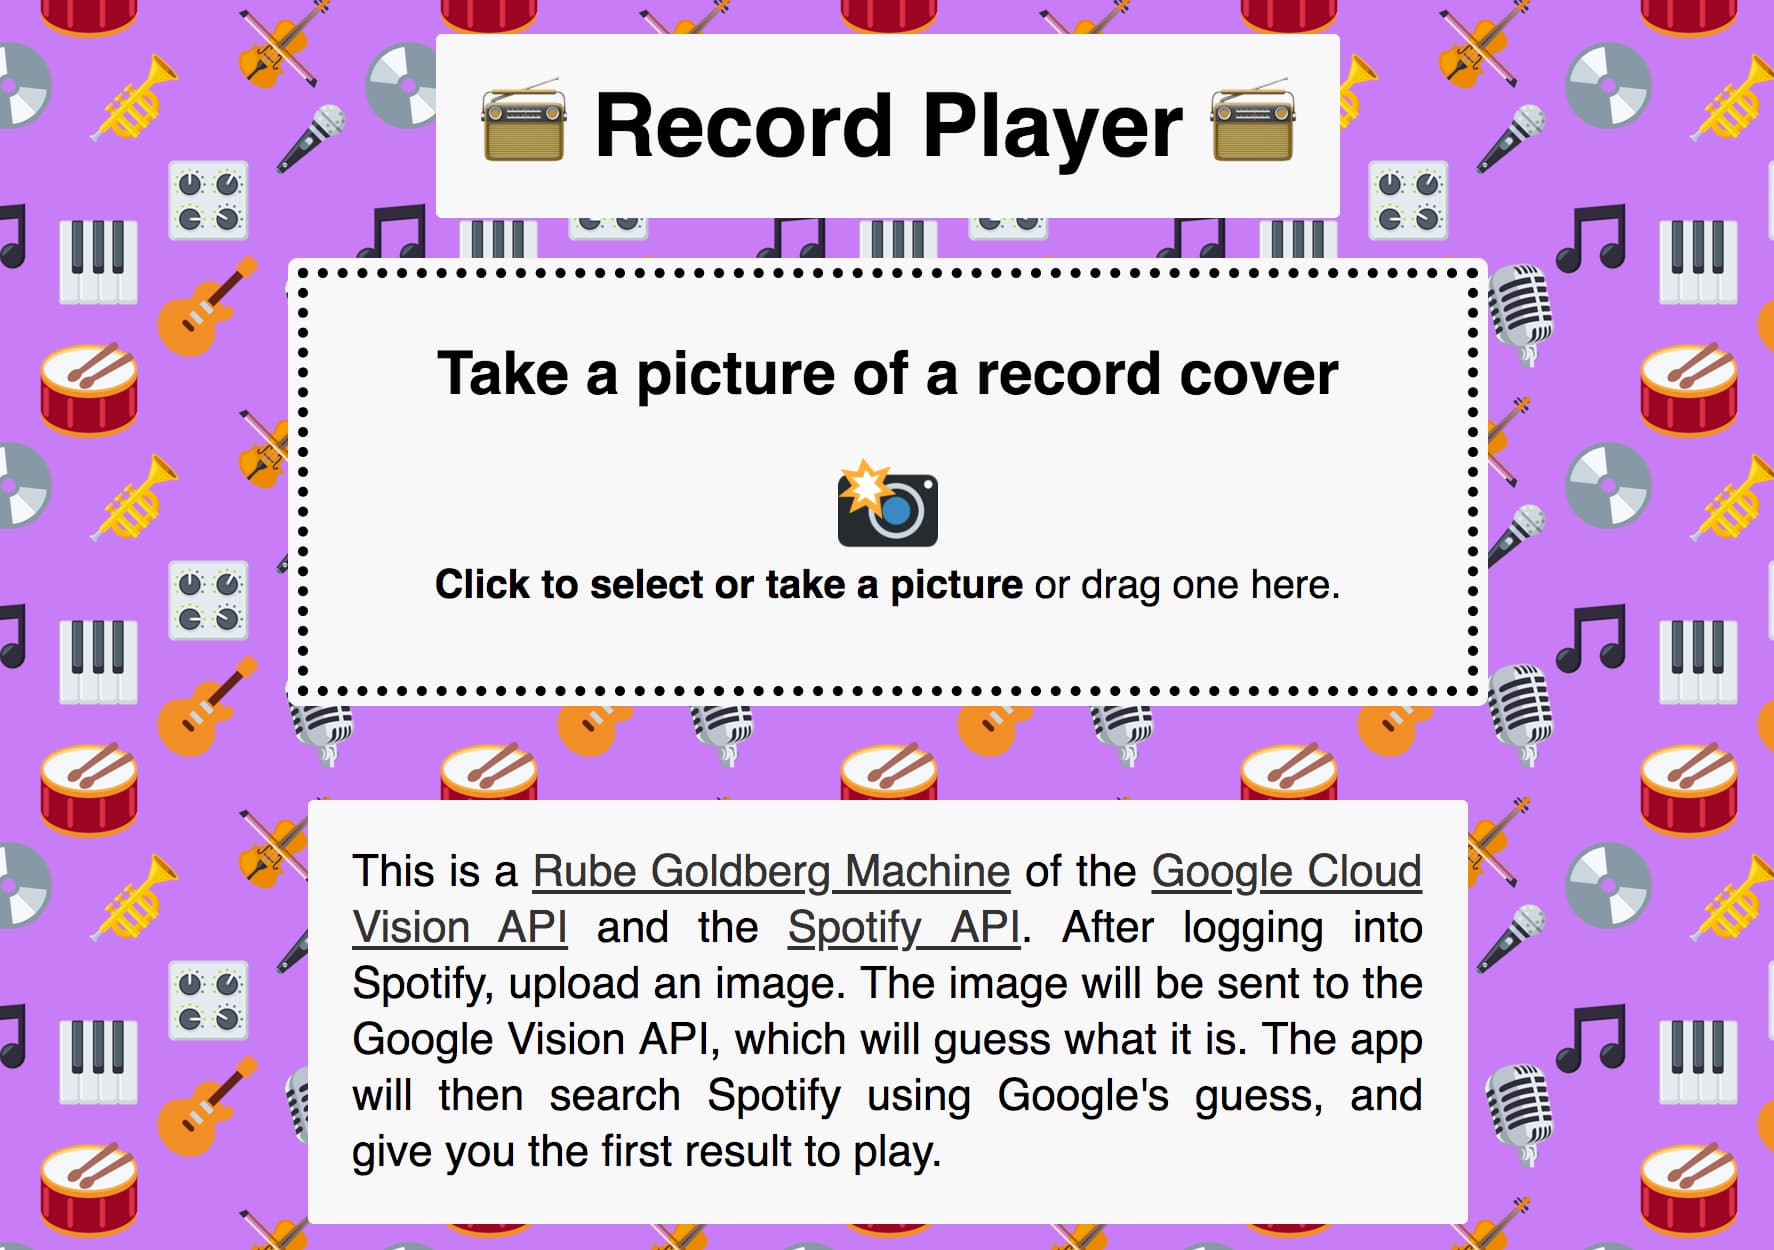 Record Player
Take a picture of a record cover
Click to select or take a picture or drag one here.
This is a Rube Goldberg Machine of the Google Cloud
Vision API and the Spotify API. After logging into
Spotify, upload an image. The image will be sent to the
Google Vision API, which will guess what it is. The app
will then search Spotify using Google's guess, and
give you the first result to play.